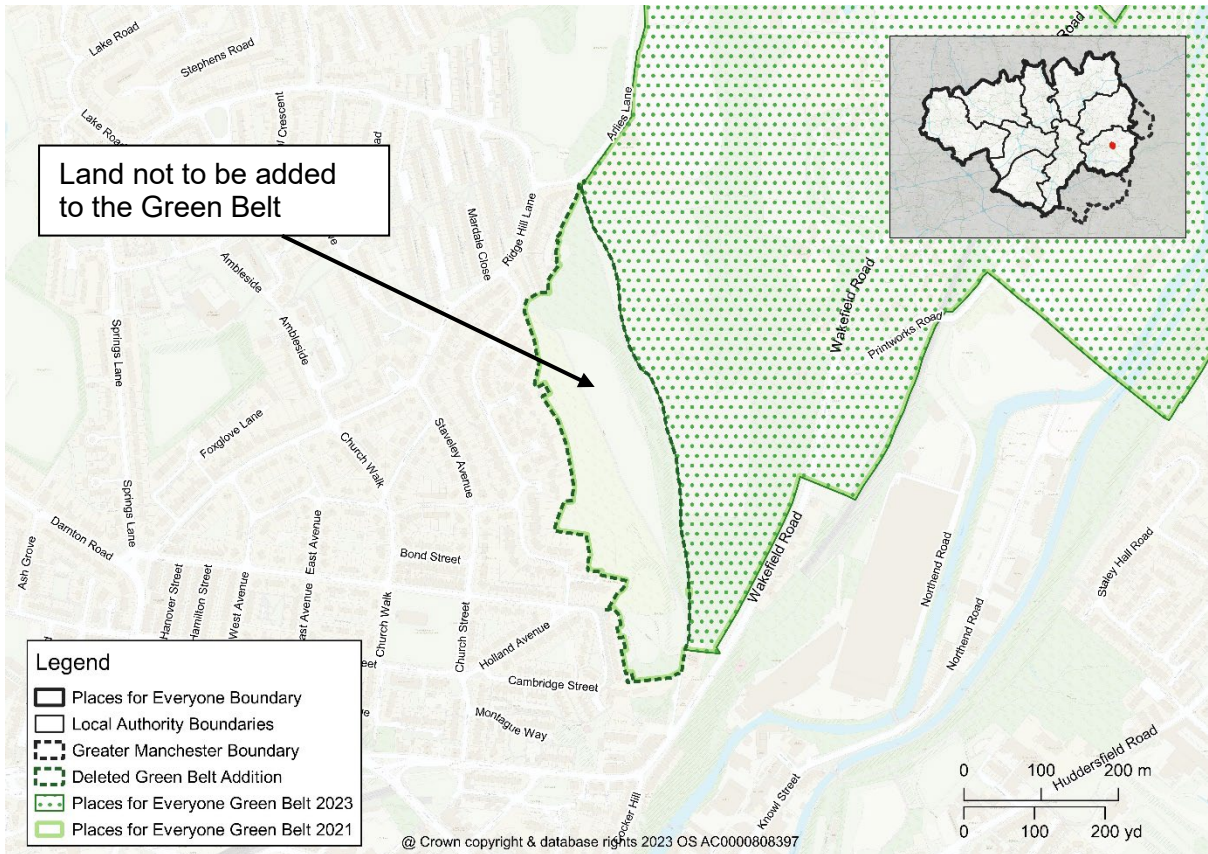 Lake Road
Stephens Road
Lake Road
Crescent
Arlies Lane
Road
Land not to be added
to the Green Belt
Mardale Close
Ridge Hill Lane
Ambleside
Ambleside
Springs Lane
Foxglove Lane
Church Walk
Staveley Avenue
Wakefield Road
Wakefield Road
Printworks Road
Springs Lane
Darnton Road
Ash Grove
Hanover Street
Hamilton Street
West Avenue
East Avenue
East Avenue
Church Walk
Bond Street
Church Street
Holland Avenue
Cambridge Street
Montague Way
Northend Road
Northend Road
Staley Hall Road
Huddersfield Road
Knowl Street
ocker Hill
Legend
Places for Everyone Boundary
Local Authority Boundaries
Greater Manchester Boundary
Deleted Green Belt Addition
Places for Everyone Green Belt 2023
Places for Everyone Green Belt 2021
0 100 200 m
0 100 200 yd
@ Crown copyright & database rights 2023 OS AC0000808397